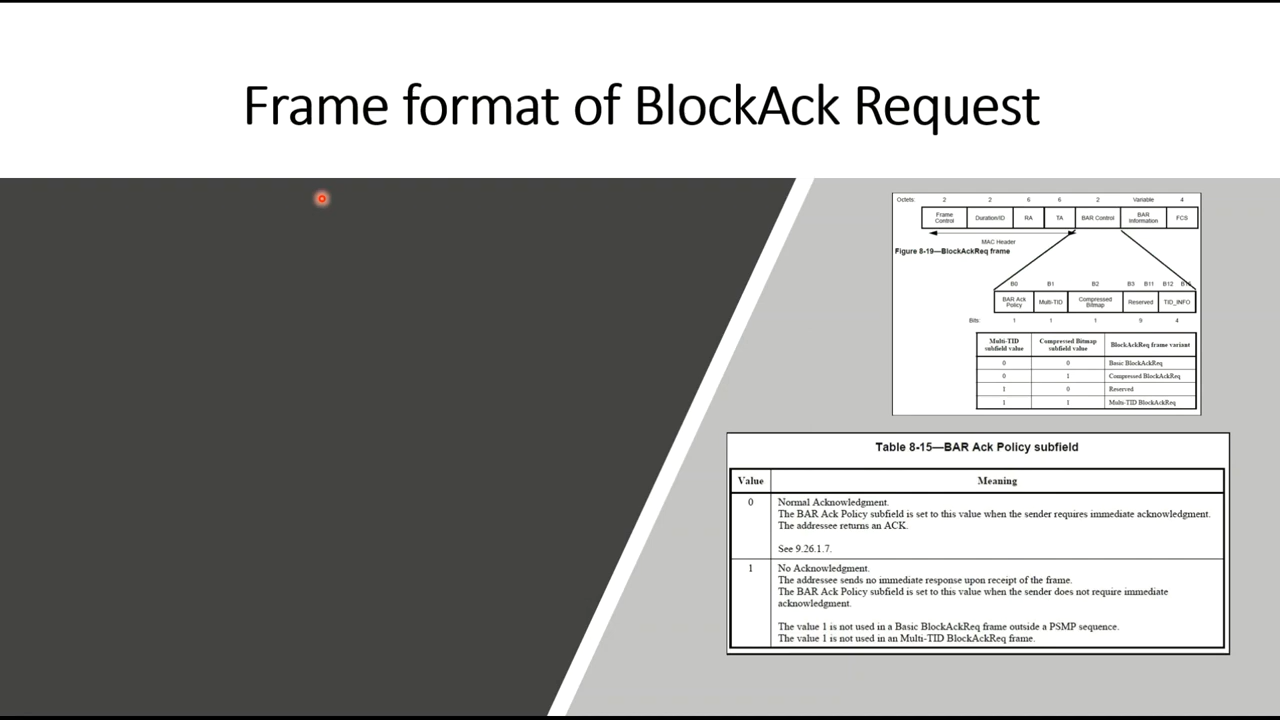 Frame format of BlockAck Request
Octets: 2 2 6 6 2 Variable 4
Frame Control Duration/ID RA TA BAR Control BAR Information FCS
MAC Header
Figure 8-19—BlockAckReq frame
B0 B1 B2 B3 B11 B12
BAR Ack Policy Multi-TID Compressed Bitmap Reserved TID_INFO
Bits: 1 1 1 9 4
Multi-TID subfield value Compressed Bitmap subfield value BlockAckReq frame variant
0 0 Basic BlockAckReq
0 1 Compressed BlockAckReq
1 0 Reserved
1 1 Multi-TID BlockAckReq
Table 8-15—BAR Ack Policy subfield
Value Meaning
0 Normal Acknowledgment.
The BAR Ack Policy subfield is set to this value when the sender requires immediate acknowledgment.
The addressee returns an ACK.
See 9.26.1.7.
1 No Acknowledgment.
The addressee sends no immediate response upon receipt of the frame.
The BAR Ack Policy subfield is set to this value when the sender does not require immediate
acknowledgment.
The value 1 is not used in a Basic BlockAckReq frame outside a PSMP sequence.
The value 1 is not used in an Multi-TID BlockAckReq frame.